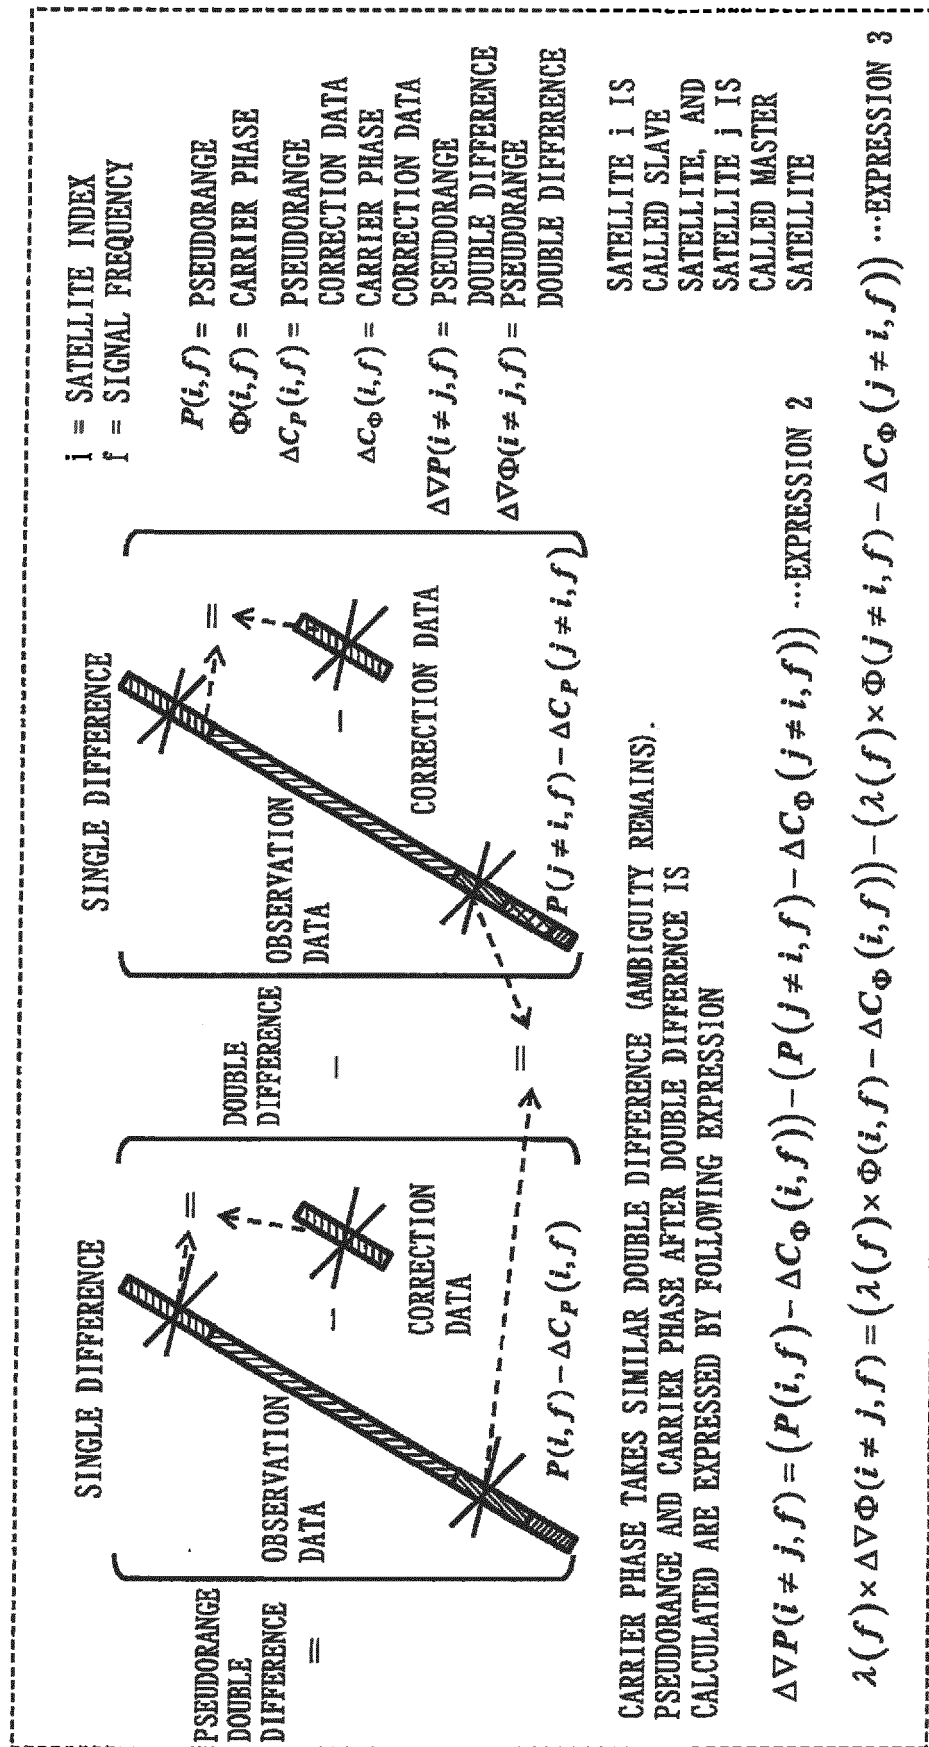 PSEUDORANGE
DOUBLE
DIFFERENCE
=
SINGLE DIFFERENCE
OBSERVATION
DATA
−
CORRECTION
DATA
=
P(i,f)−ΔC_P(i,f)
DOUBLE
DIFFERENCE
−
=
SINGLE DIFFERENCE
OBSERVATION
DATA
−
CORRECTION DATA
=
P(j≠i,f)−ΔC_P(j≠i,f)
i = SATELLITE INDEX
f = SIGNAL FREQUENCY
P(i,f) = PSEUDORANGE
Φ(i,f) = CARRIER PHASE
ΔC_P(i,f) = PSEUDORANGE
CORRECTION DATA
ΔC_Φ(i,f) = CARRIER PHASE
CORRECTION DATA
Δ∇P(i≠j,f) = PSEUDORANGE
DOUBLE DIFFERENCE
Δ∇Φ(i≠j,f) = PSEUDORANGE
DOUBLE DIFFERENCE
SATELLITE i IS
CALLED SLAVE
SATELLITE, AND
SATELLITE j IS
CALLED MASTER
SATELLITE
CARRIER PHASE TAKES SIMILAR DOUBLE DIFFERENCE (AMBIGUITY REMAINS).
PSEUDORANGE AND CARRIER PHASE AFTER DOUBLE DIFFERENCE IS
CALCULATED ARE EXPRESSED BY FOLLOWING EXPRESSION
Δ∇P(i≠j,f)=(P(i,f)−ΔC_Φ(i,f))−(P(j≠i,f)−ΔC_Φ(j≠i,f)) ···EXPRESSION 2
λ(f)×Δ∇Φ(i≠j,f)=(λ(f)×Φ(i,f)−ΔC_Φ(i,f))−(λ(f)×Φ(j≠i,f)−ΔC_Φ(j≠i,f)) ···EXPRESSION 3